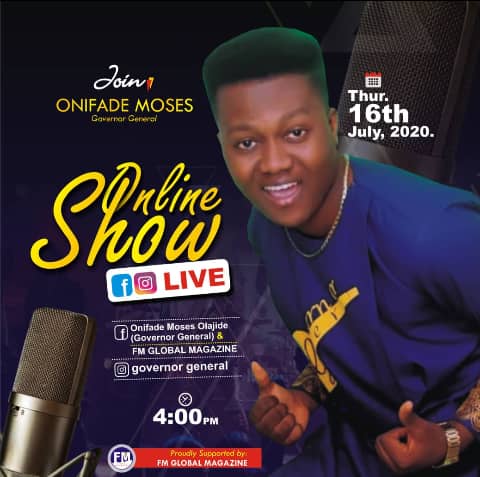 Join
ONIFADE MOSES
Governor General
Thur.
16th
July, 2020.
Online
Show
LIVE
Onifade Moses Olajide
(Governor General) &
FM GLOBAL MAGAZINE
governor general
4:00PM
FM
Proudly Supported by:
FM GLOBAL MAGAZINE